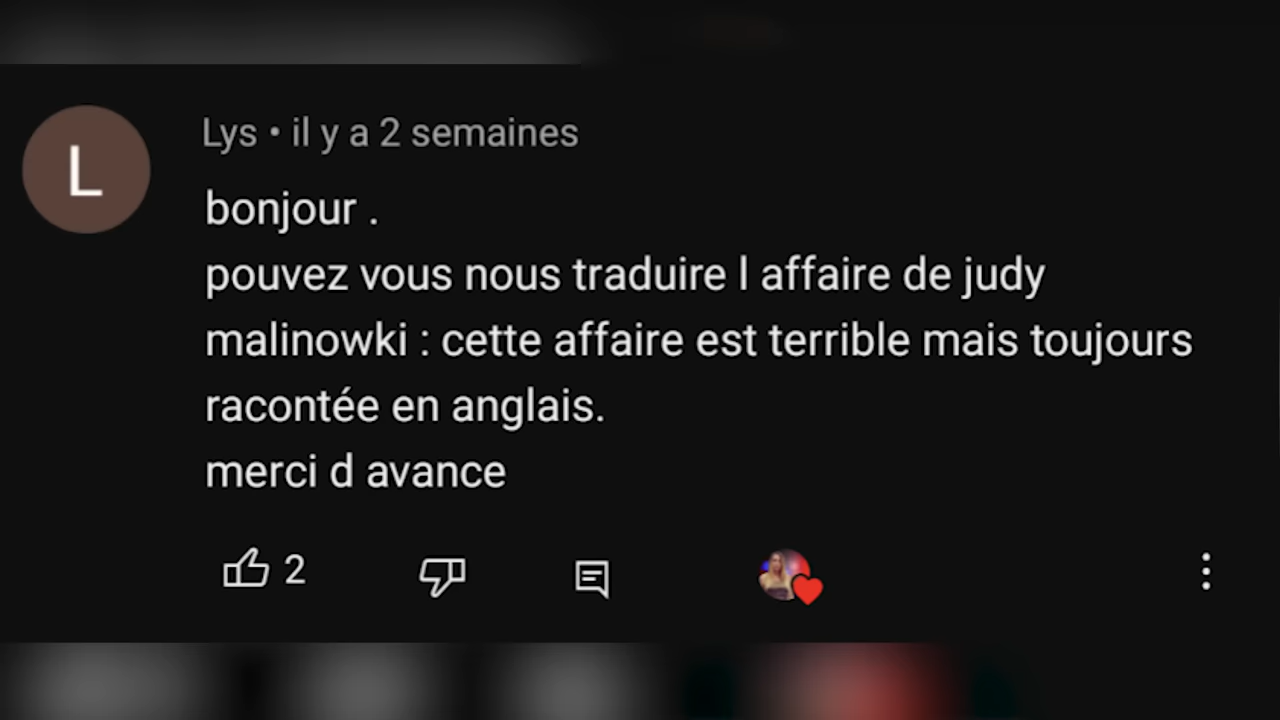 L
Lys • il y a 2 semaines
bonjour .
pouvez vous nous traduire l affaire de judy
malinowki : cette affaire est terrible mais toujours
racontée en anglais.
merci d avance
2